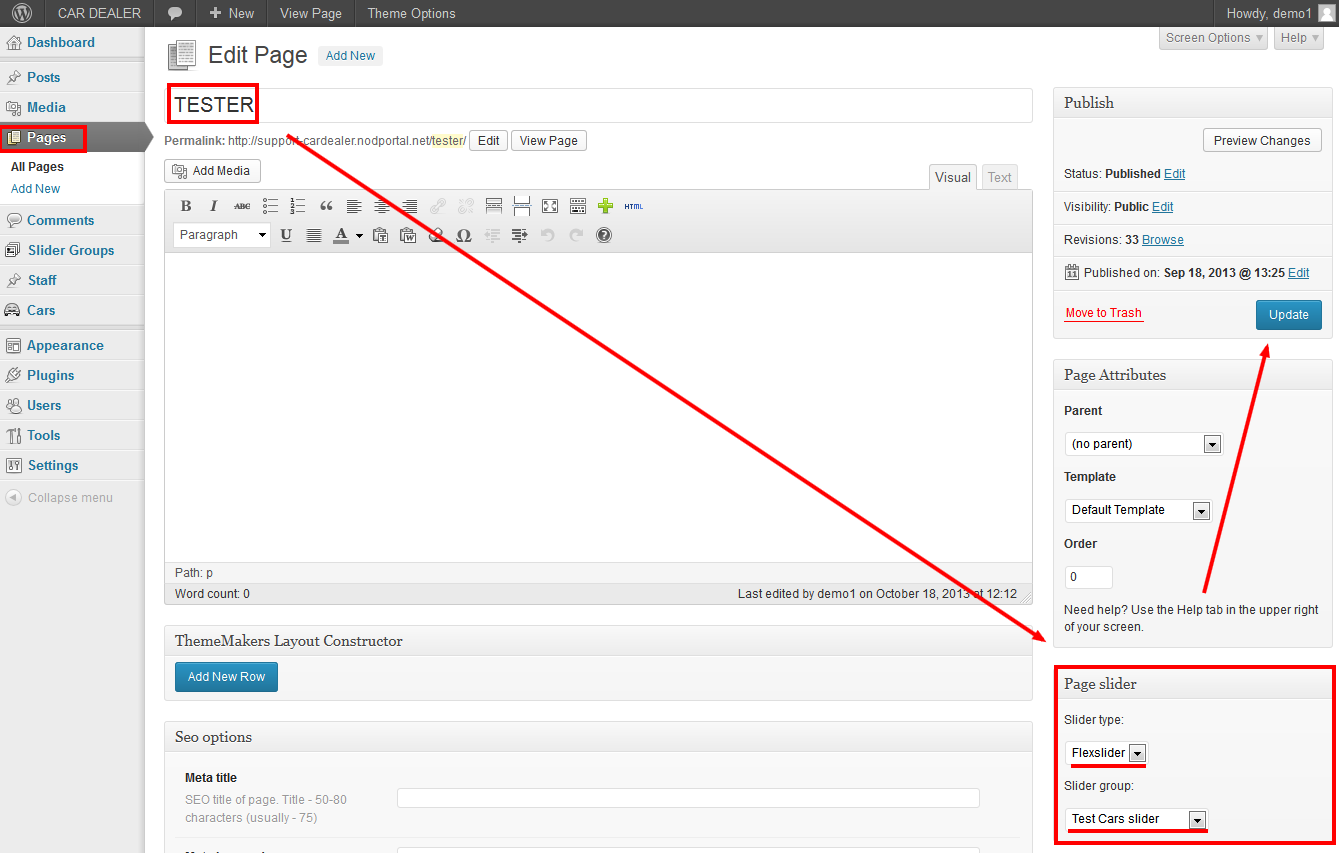 CAR DEALER
New
View Page
Theme Options
Howdy, demo1
Dashboard
Posts
Media
Pages
All Pages
Add New
Comments
Slider Groups
Staff
Cars
Appearance
Plugins
Users
Tools
Settings
Collapse menu
Screen Options
Help
Edit Page
Add New
TESTER
Permalink: http://support-cardealer.nodportal.net/tester/
Edit
View Page
Add Media
Visual
Text
B
I
ABC
HTML
Paragraph
U
A
Path: p
Word count: 0
Last edited by demo1 on October 18, 2013 at 12:12
ThemeMakers Layout Constructor
Add New Row
Seo options
Meta title
SEO title of page. Title - 50-80
characters (usually - 75)
Publish
Preview Changes
Status: Published Edit
Visibility: Public Edit
Revisions: 33 Browse
11
Published on: Sep 18, 2013 @ 13:25 Edit
Move to Trash
Update
Page Attributes
Parent
(no parent)
Template
Default Template
Order
0
Need help? Use the Help tab in the upper right
of your screen.
Page slider
Slider type:
Flexslider
Slider group:
Test Cars slider